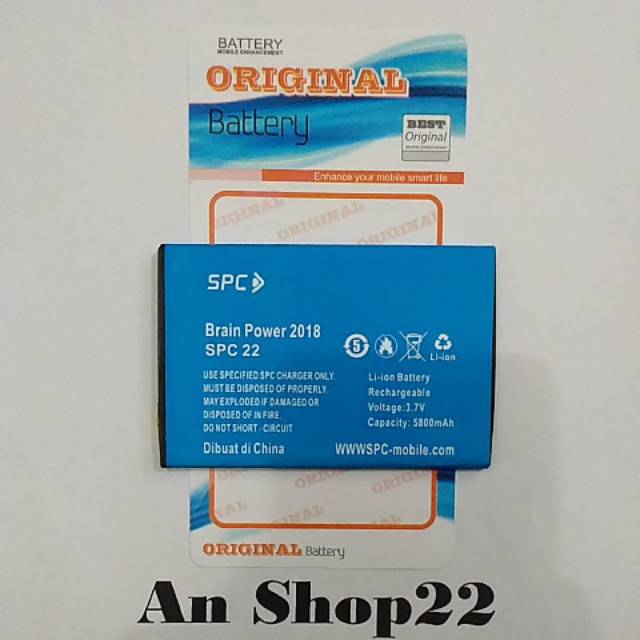 BATTERY
MOBILE ENHANCEMENT
ORIGINAL
Battery
BEST
Original
Enhance your mobile smart life
ORIGINAL
ORIGINAL
ORIGINAL
SPC
Brain Power 2018
SPC 22
5
Li-ion
USE SPECIFIED SPC CHARGER ONLY.
MUST BE DISPOSED OF PROPERLY.
MAY EXPLODED IF DAMAGED OR
DISPOSED OF IN FIRE.
DO NOT SHORT-CIRCUIT
Li-ion Battery
Rechargeable
Voltage:3.7V
Capacity: 5800mAh
Dibuat di China
WWWSPC-mobile.com
ORIGINAL Battery
An Shop22